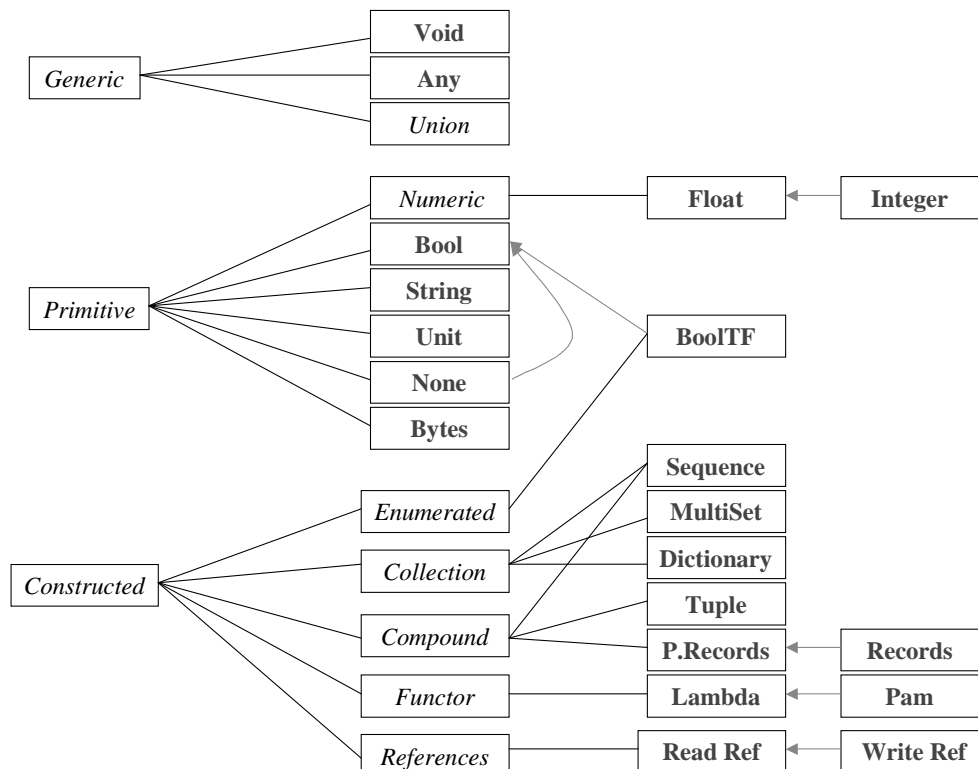 Void
Generic
Any
Union
Numeric
Float
Integer
Bool
String
Primitive
Unit
BoolTF
None
Bytes
Sequence
Enumerated
MultiSet
Collection
Dictionary
Constructed
Tuple
Compound
P.Records
Records
Functor
Lambda
Pam
References
Read Ref
Write Ref